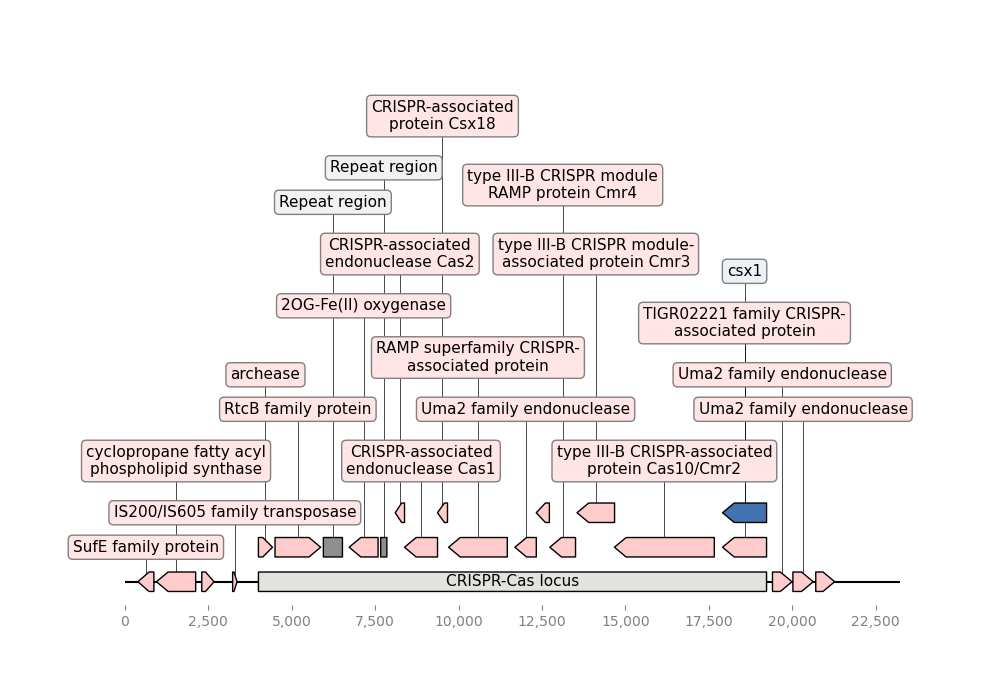 CRISPR-associated
protein Csx18
Repeat region
type III-B CRISPR module
RAMP protein Cmr4
Repeat region
CRISPR-associated
endonuclease Cas2
type III-B CRISPR module-
associated protein Cmr3
csx1
2OG-Fe(II) oxygenase
TIGR02221 family CRISPR-
associated protein
RAMP superfamily CRISPR-
associated protein
archease
Uma2 family endonuclease
RtcB family protein
Uma2 family endonuclease
Uma2 family endonuclease
cyclopropane fatty acyl
phospholipid synthase
CRISPR-associated
endonuclease Cas1
type III-B CRISPR-associated
protein Cas10/Cmr2
IS200/IS605 family transposase
SufE family protein
CRISPR-Cas locus
0
2,500
5,000
7,500
10,000
12,500
15,000
17,500
20,000
22,500